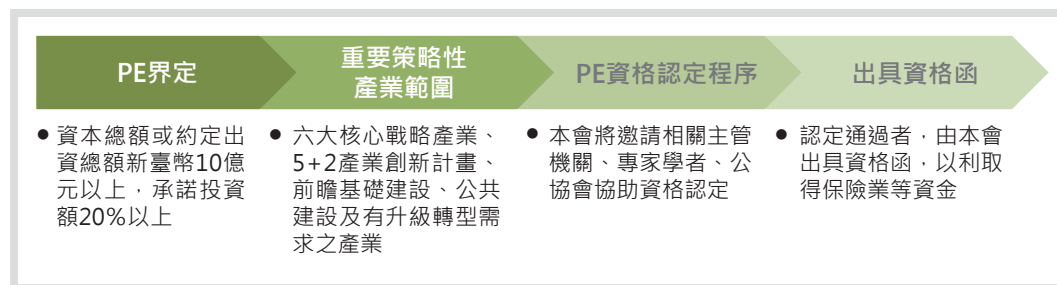 PE界定
重要策略性
產業範圍
PE資格認定程序
出具資格函
● 資本總額或約定出
資總額新臺幣10億
元以上，承諾投資
額20%以上
● 六大核心戰略產業、
5+2產業創新計畫、
前瞻基礎建設、公共
建設及有升級轉型需
求之產業
● 本會將邀請相關主管
機關、專家學者、公
協會協助資格認定
● 認定通過者，由本會
出具資格函，以利取
得保險業等資金